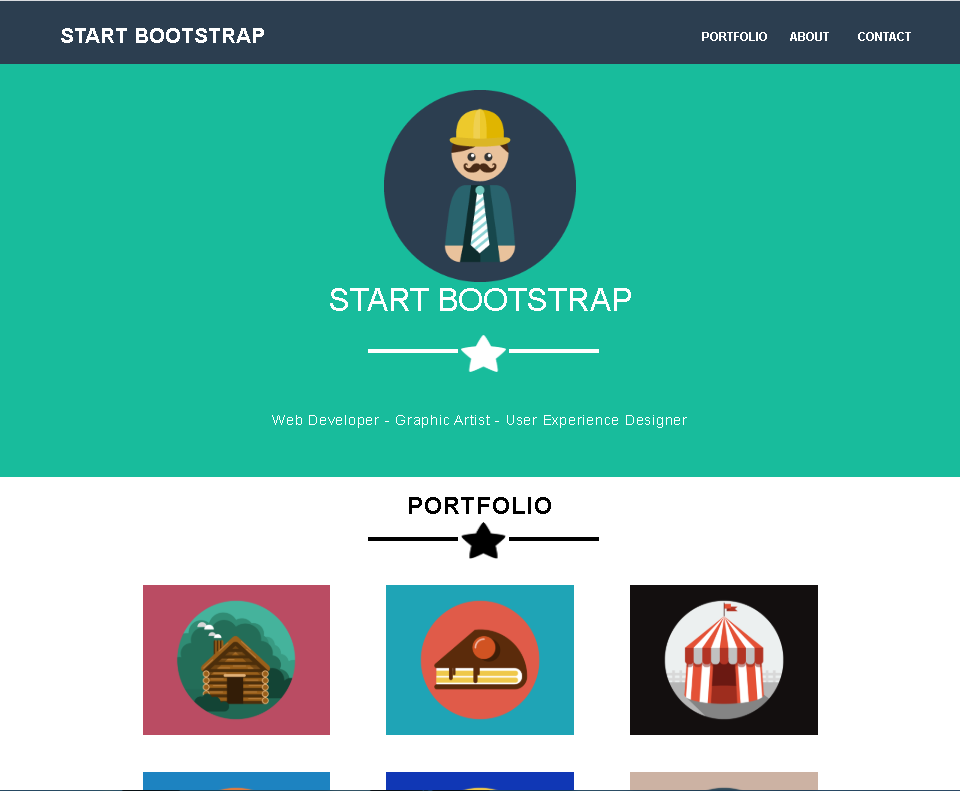 START BOOTSTRAP
PORTFOLIO ABOUT CONTACT
START BOOTSTRAP
Web Developer - Graphic Artist - User Experience Designer
PORTFOLIO